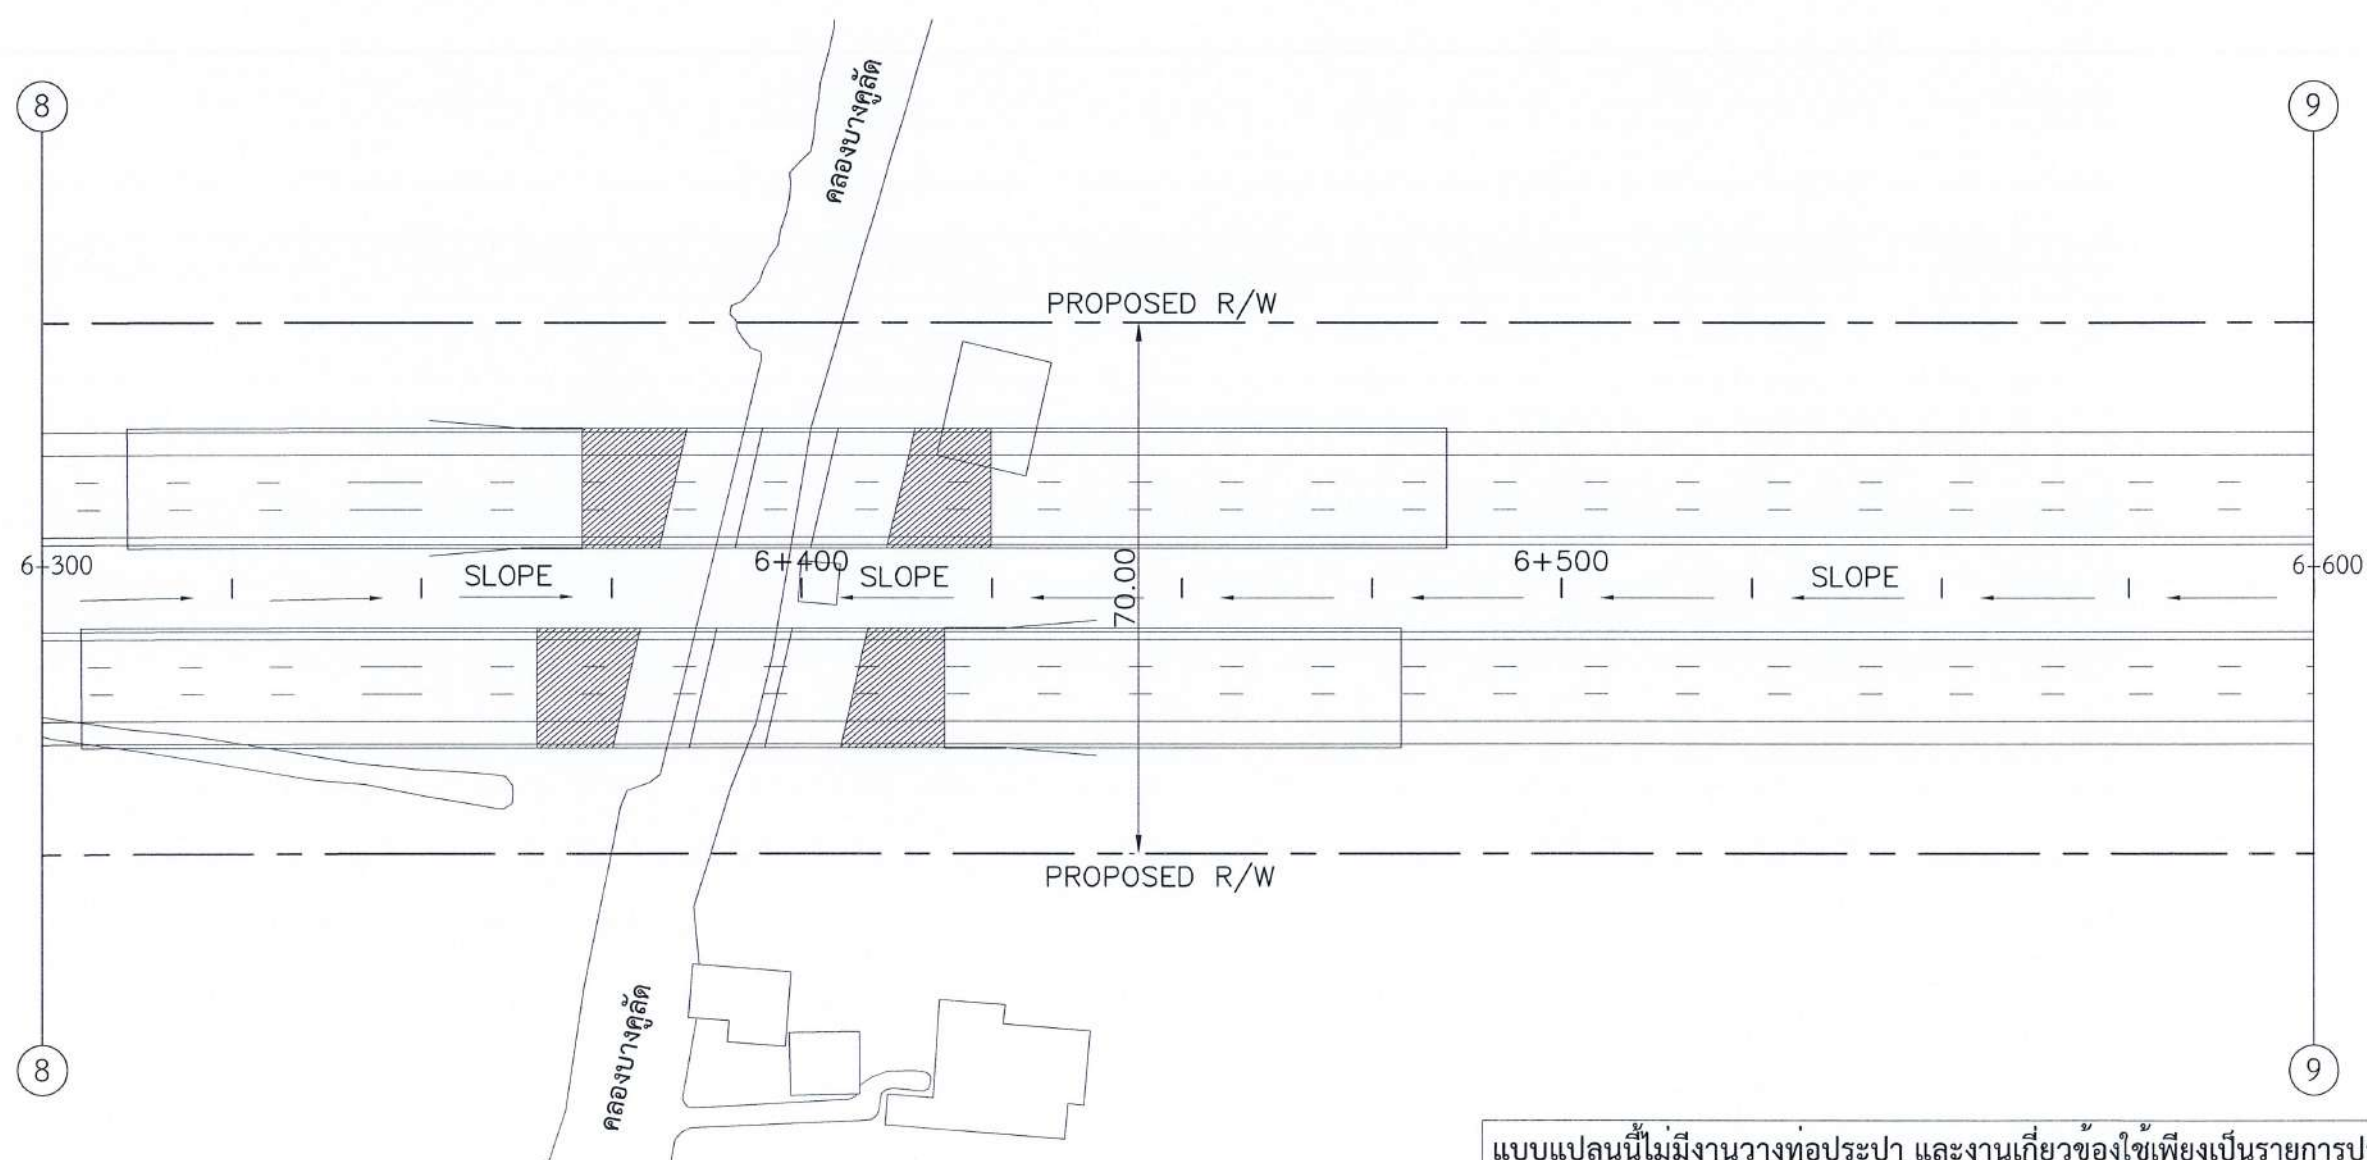 8
9
คลองบางคูลัด
PROPOSED R/W
6+300
SLOPE
6+400
SLOPE
70.00
6+500
SLOPE
6+600
PROPOSED R/W
คลองบางคูลัด
8
9
แบบแปลนนี้ไม่มีงานวางท่อประปา และงานเกี่ยวข้องใช้เพียงเป็นรายการ